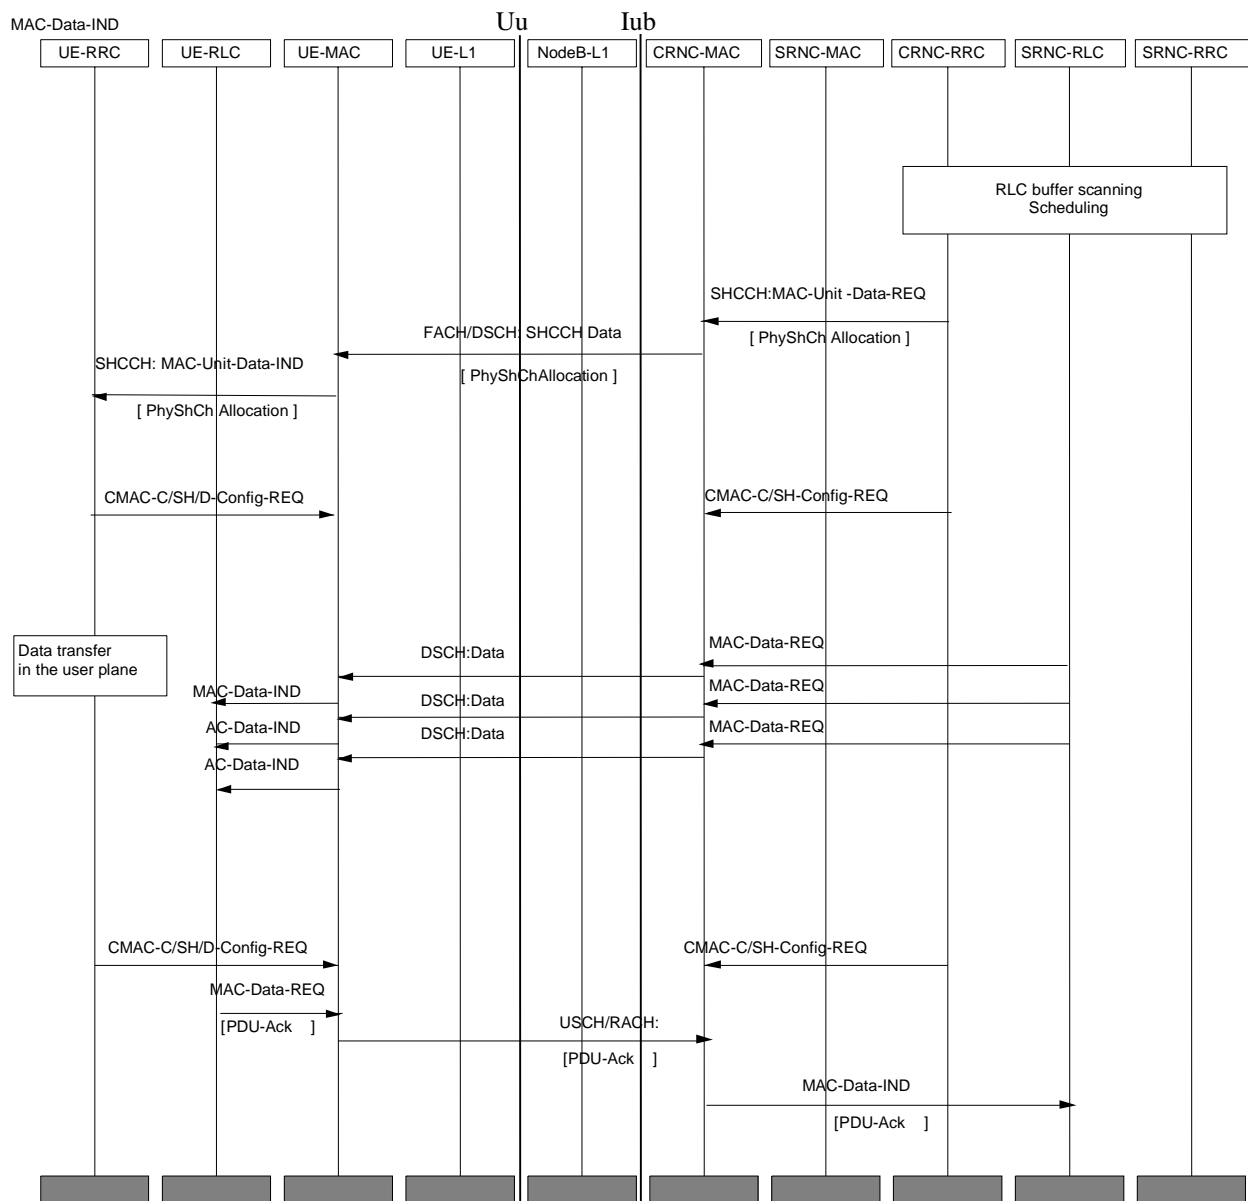 MAC-Data-IND
Uu
Iub
UE-RRC
UE-RLC
UE-MAC
UE-L1
NodeB-L1
CRNC-MAC
SRNC-MAC
CRNC-RRC
SRNC-RLC
SRNC-RRC
RLC buffer scanning
Scheduling
SHCCH:MAC-Unit -Data-REQ
[ PhyShCh Allocation ]
FACH/DSCH: SHCCH Data
[ PhyShChAllocation ]
SHCCH: MAC-Unit-Data-IND
[ PhyShCh Allocation ]
CMAC-C/SH/D-Config-REQ
CMAC-C/SH-Config-REQ
Data transfer
in the user plane
MAC-Data-REQ
DSCH:Data
MAC-Data-IND
MAC-Data-REQ
DSCH:Data
AC-Data-IND
MAC-Data-REQ
DSCH:Data
AC-Data-IND
CMAC-C/SH/D-Config-REQ
CMAC-C/SH-Config-REQ
MAC-Data-REQ
[PDU-Ack ]
USCH/RACH:
[PDU-Ack ]
MAC-Data-IND
[PDU-Ack ]